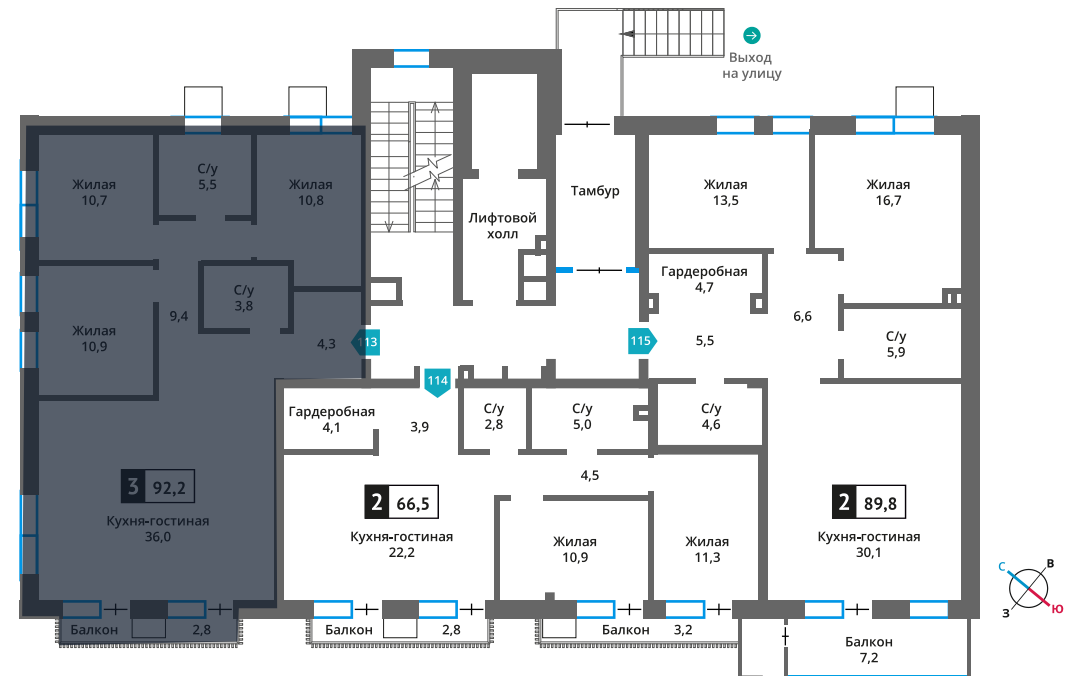 Выход
на улицу
Жилая
10,7
С/у
5,5
Жилая
10,8
Лифтовой
холл
Тамбур
Жилая
13,5
Жилая
16,7
Гардеробная
4,7
С/у
3,8
9,4
4,3
113
Жилая
10,9
115
5,5
6,6
С/у
5,9
114
Гардеробная
4,1
3,9
С/у
2,8
С/у
5,0
С/у
4,6
4,5
3 92,2
Кухня-гостиная
36,0
2 66,5
Кухня-гостиная
22,2
Жилая
10,9
Жилая
11,3
2 89,8
Кухня-гостиная
30,1
Балкон 2,8
Балкон 2,8
Балкон 3,2
Балкон
7,2
С
В
З
Ю